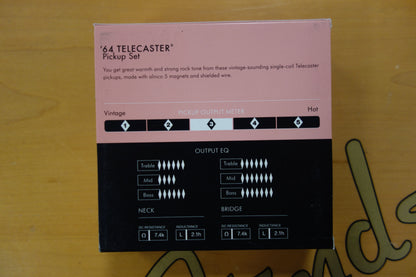 '64 TELECASTER®
Pickup Set
You get great warmth and strong rock tone from these vintage-sounding single-coil Telecaster
pickups, made with alnico 5 magnets and shielded wire.
Vintage PICKUP OUTPUT METER Hot
1 2 3 4 5
OUTPUT EQ
Treble Treble
Mid Mid
Bass Bass
NECK BRIDGE
DC RESISTANCE INDUCTANCE DC RESISTANCE INDUCTANCE
Ω 7.4k L 2.1h Ω 7.4k L 2.1h